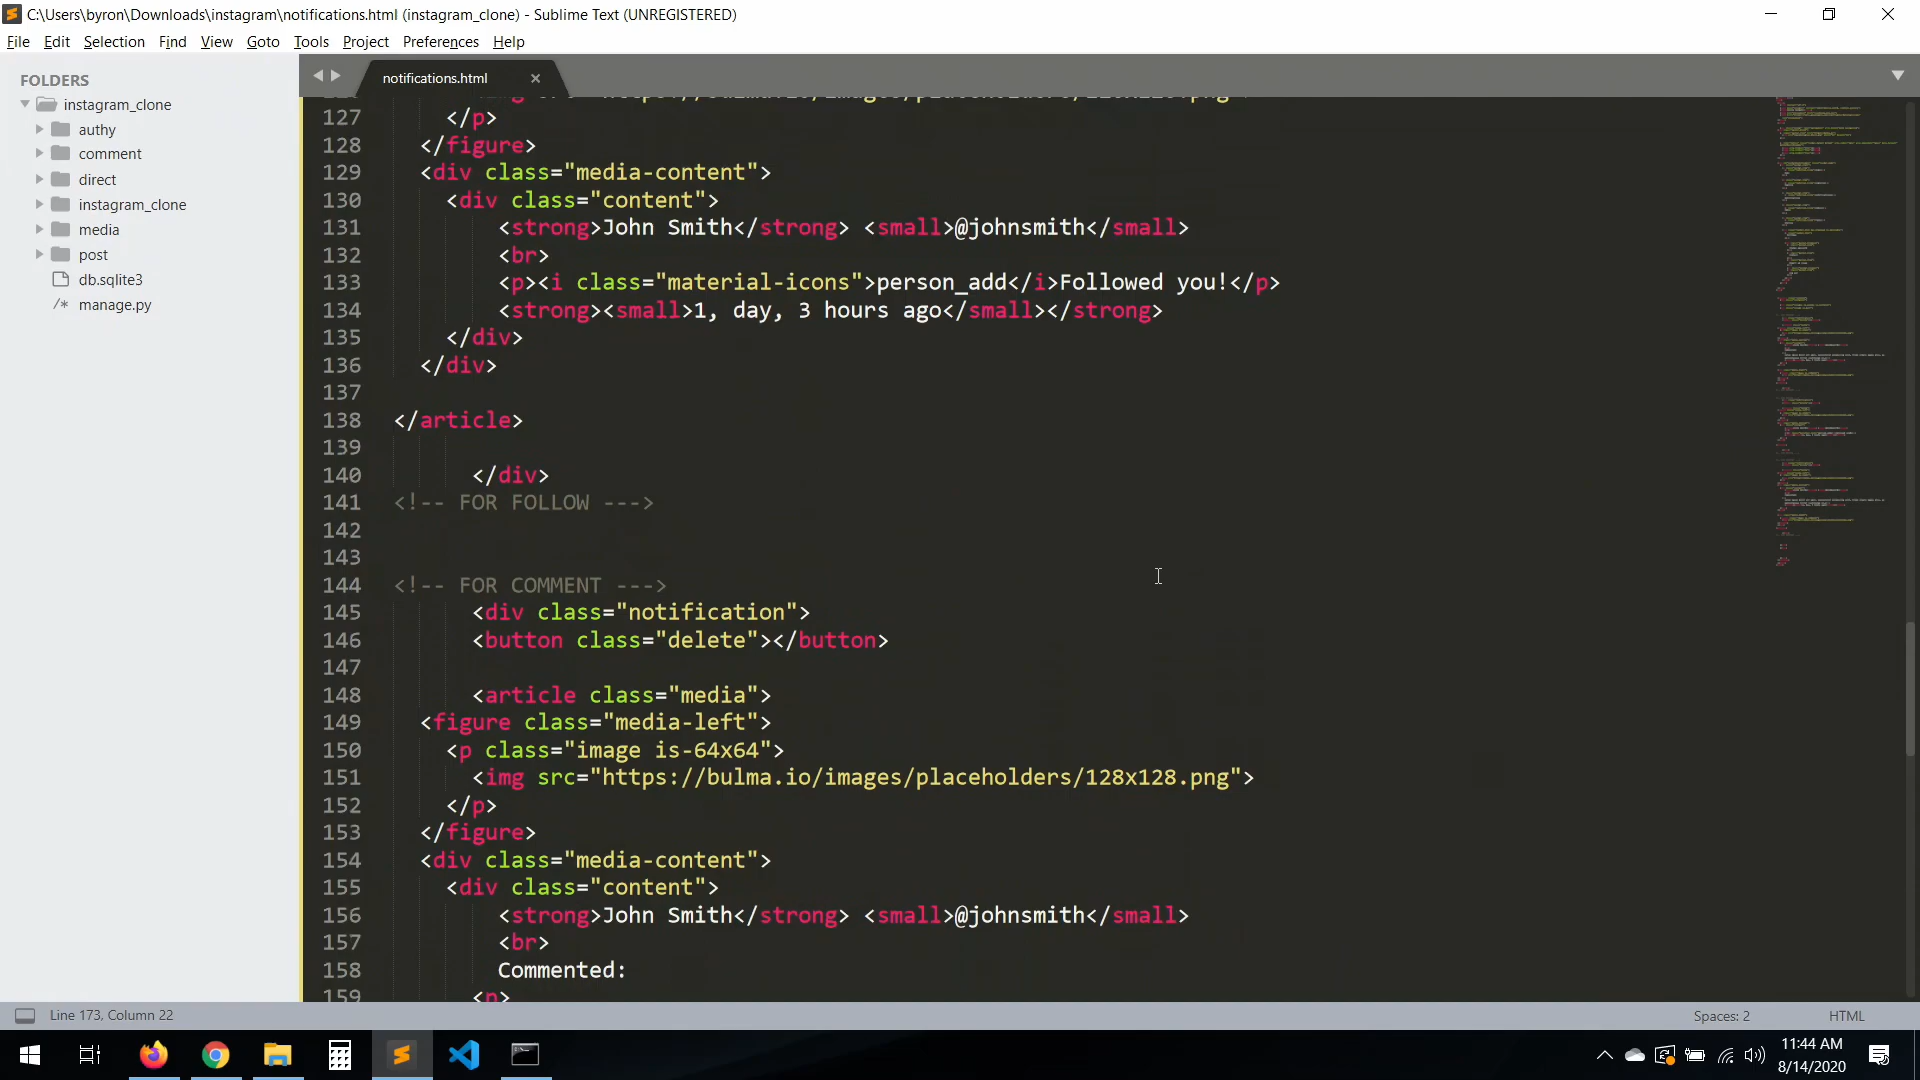 C:\Users\byron\Downloads\instagram\notifications.html (instagram_clone) - Sublime Text (UNREGISTERED)
File Edit Selection Find View Goto Tools Project Preferences Help
FOLDERS
instagram_clone
authy
comment
direct
instagram_clone
media
post
db.sqlite3
/* manage.py
notifications.html
127 </p>
128 </figure>
129 <div class="media-content">
130 <div class="content">
131 <strong>John Smith</strong> <small>@johnsmith</small>
132 <br>
133 <p><i class="material-icons">person_add</i>Followed you!</p>
134 <strong><small>1, day, 3 hours ago</small></strong>
135 </div>
136 </div>
137
138 </article>
139
140 </div>
141 <!-- FOR FOLLOW --->
142
143
144 <!-- FOR COMMENT --->
145 <div class="notification">
146 <button class="delete"></button>
147
148 <article class="media">
149 <figure class="media-left">
150 <p class="image is-64x64">
151 <img src="https://bulma.io/images/placeholders/128x128.png">
152 </p>
153 </figure>
154 <div class="media-content">
155 <div class="content">
156 <strong>John Smith</strong> <small>@johnsmith</small>
157 <br>
158 Commented:
159 <p>
Line 173, Column 22
Spaces: 2
HTML
11:44 AM
8/14/2020